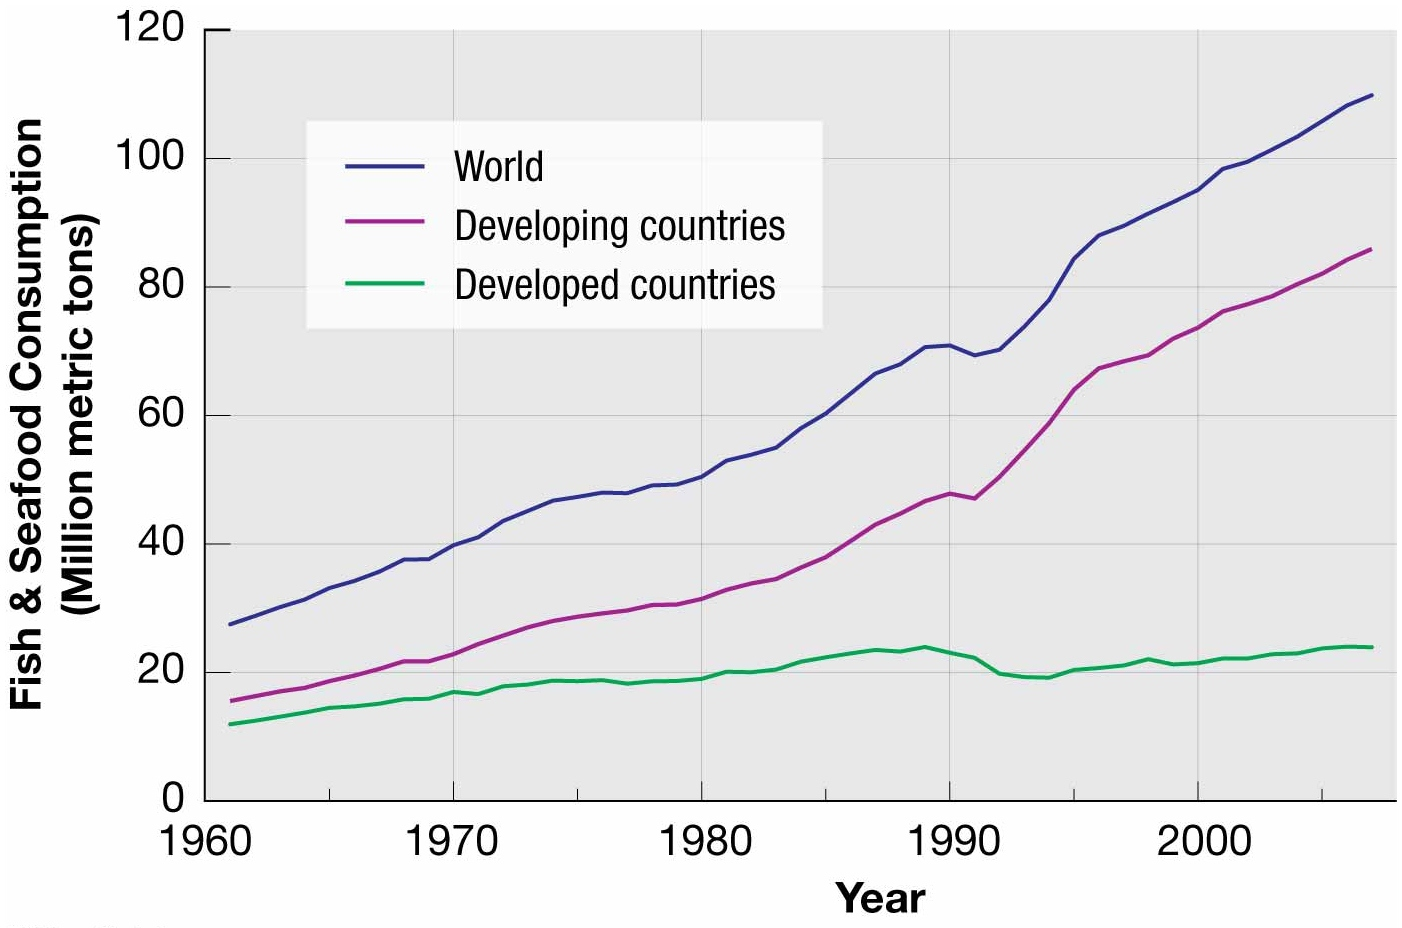 Fish & Seafood Consumption
(Million metric tons)
120
100
80
60
40
20
0
World
Developing countries
Developed countries
1960 1970 1980 1990 2000
Year